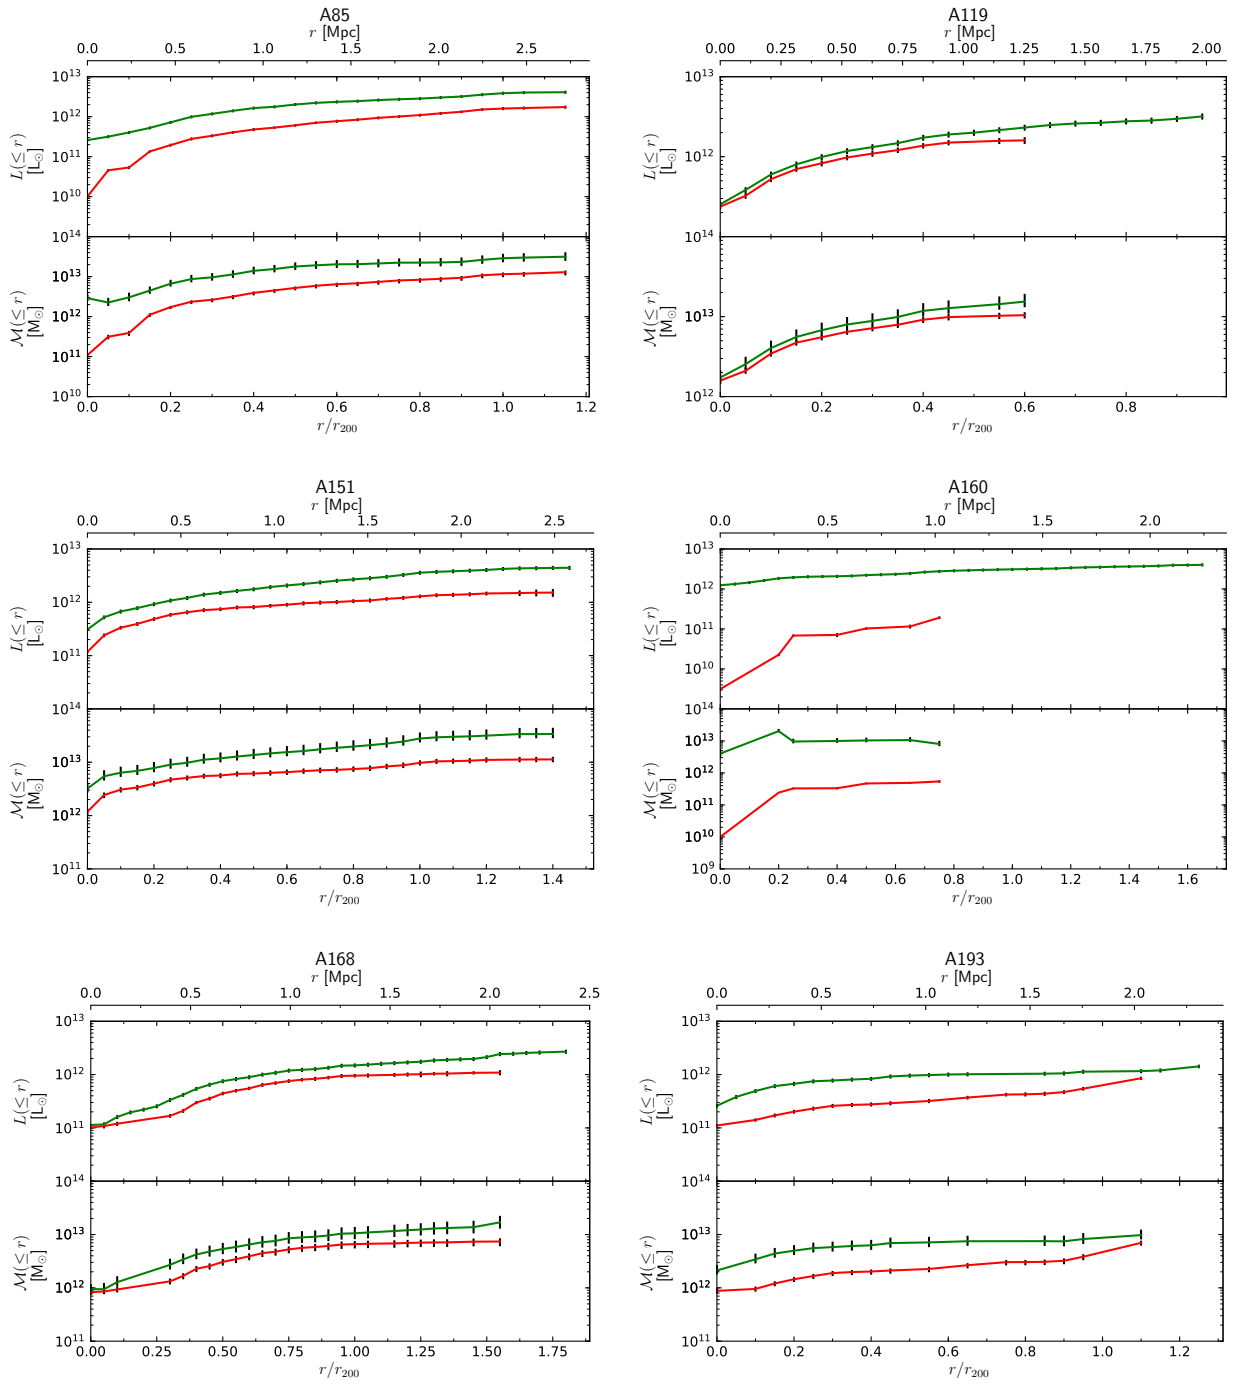 A85
r [Mpc]
0.0 0.5 1.0 1.5 2.0 2.5
10^13
10^12
10^11
10^10
L(≤ r)
[L⊙]
10^14
10^13
10^12
10^11
10^10
M(≤ r)
[M⊙]
0.0 0.2 0.4 0.6 0.8 1.0 1.2
r/r200
A119
r [Mpc]
0.00 0.25 0.50 0.75 1.00 1.25 1.50 1.75 2.00
10^13
10^12
L(≤ r)
[L⊙]
10^14
10^13
10^12
M(≤ r)
[M⊙]
0.0 0.2 0.4 0.6 0.8
r/r200
A151
r [Mpc]
0.0 0.5 1.0 1.5 2.0 2.5
10^13
10^12
10^11
L(≤ r)
[L⊙]
10^14
10^13
10^12
10^11
M(≤ r)
[M⊙]
0.0 0.2 0.4 0.6 0.8 1.0 1.2 1.4
r/r200
A160
r [Mpc]
0.0 0.5 1.0 1.5 2.0
10^13
10^12
10^11
10^10
L(≤ r)
[L⊙]
10^14
10^13
10^12
10^11
10^10
10^9
M(≤ r)
[M⊙]
0.0 0.2 0.4 0.6 0.8 1.0 1.2 1.4 1.6
r/r200
A168
r [Mpc]
0.0 0.5 1.0 1.5 2.0 2.5
10^13
10^12
10^11
L(≤ r)
[L⊙]
10^14
10^13
10^12
10^11
M(≤ r)
[M⊙]
0.00 0.25 0.50 0.75 1.00 1.25 1.50 1.75
r/r200
A193
r [Mpc]
0.0 0.5 1.0 1.5 2.0
10^13
10^12
10^11
L(≤ r)
[L⊙]
10^14
10^13
10^12
10^11
M(≤ r)
[M⊙]
0.0 0.2 0.4 0.6 0.8 1.0 1.2
r/r200